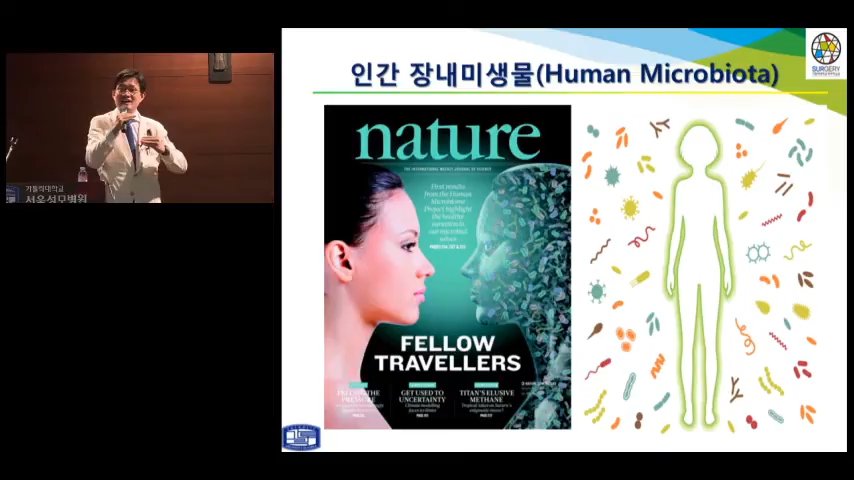 인간 장내미생물(Human Microbiota)
SURGERY
가톨릭대학교
서울성모병원
nature
THE INTERNATIONAL WEEKLY JOURNAL OF SCIENCE
First results
from the Human
Microbiome
Project highlight
the healthy
variation in
our microbial
selves
FELLOW
TRAVELLERS
GET USED TO
UNCERTAINTY
TITAN'S ELUSIVE
METHANE